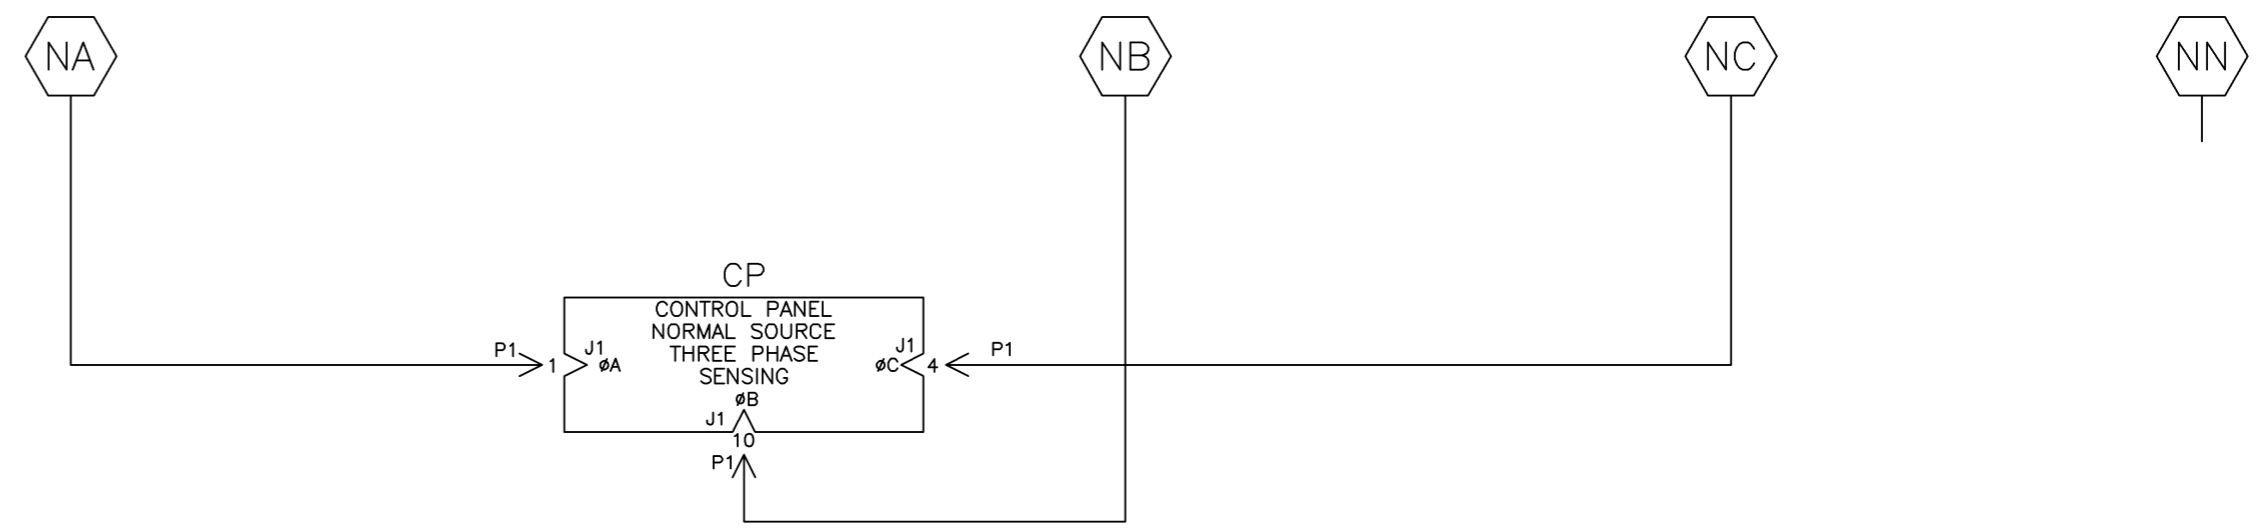 NA
NB
NC
NN
CP
CONTROL PANEL
NORMAL SOURCE
THREE PHASE
SENSING
P1
1
J1
øA
J1
øC
4
P1
øB
J1
10
P1